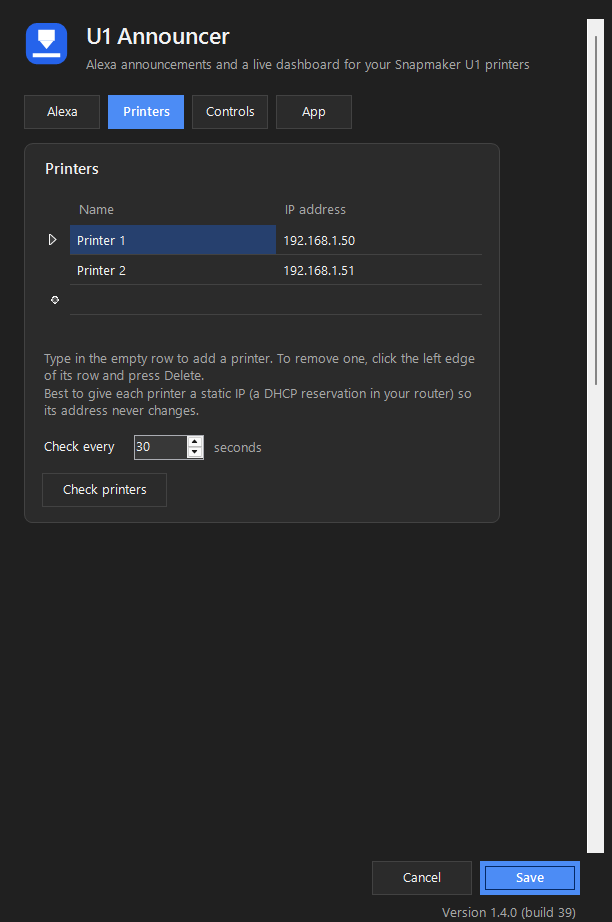 U1 Announcer
Alexa announcements and a live dashboard for your Snapmaker U1 printers
Alexa
Printers
Controls
App
Printers
Name
IP address
Printer 1
192.168.1.50
Printer 2
192.168.1.51
Type in the empty row to add a printer. To remove one, click the left edge
of its row and press Delete.
Best to give each printer a static IP (a DHCP reservation in your router) so
its address never changes.
Check every
30
seconds
Check printers
Cancel
Save
Version 1.4.0 (build 39)